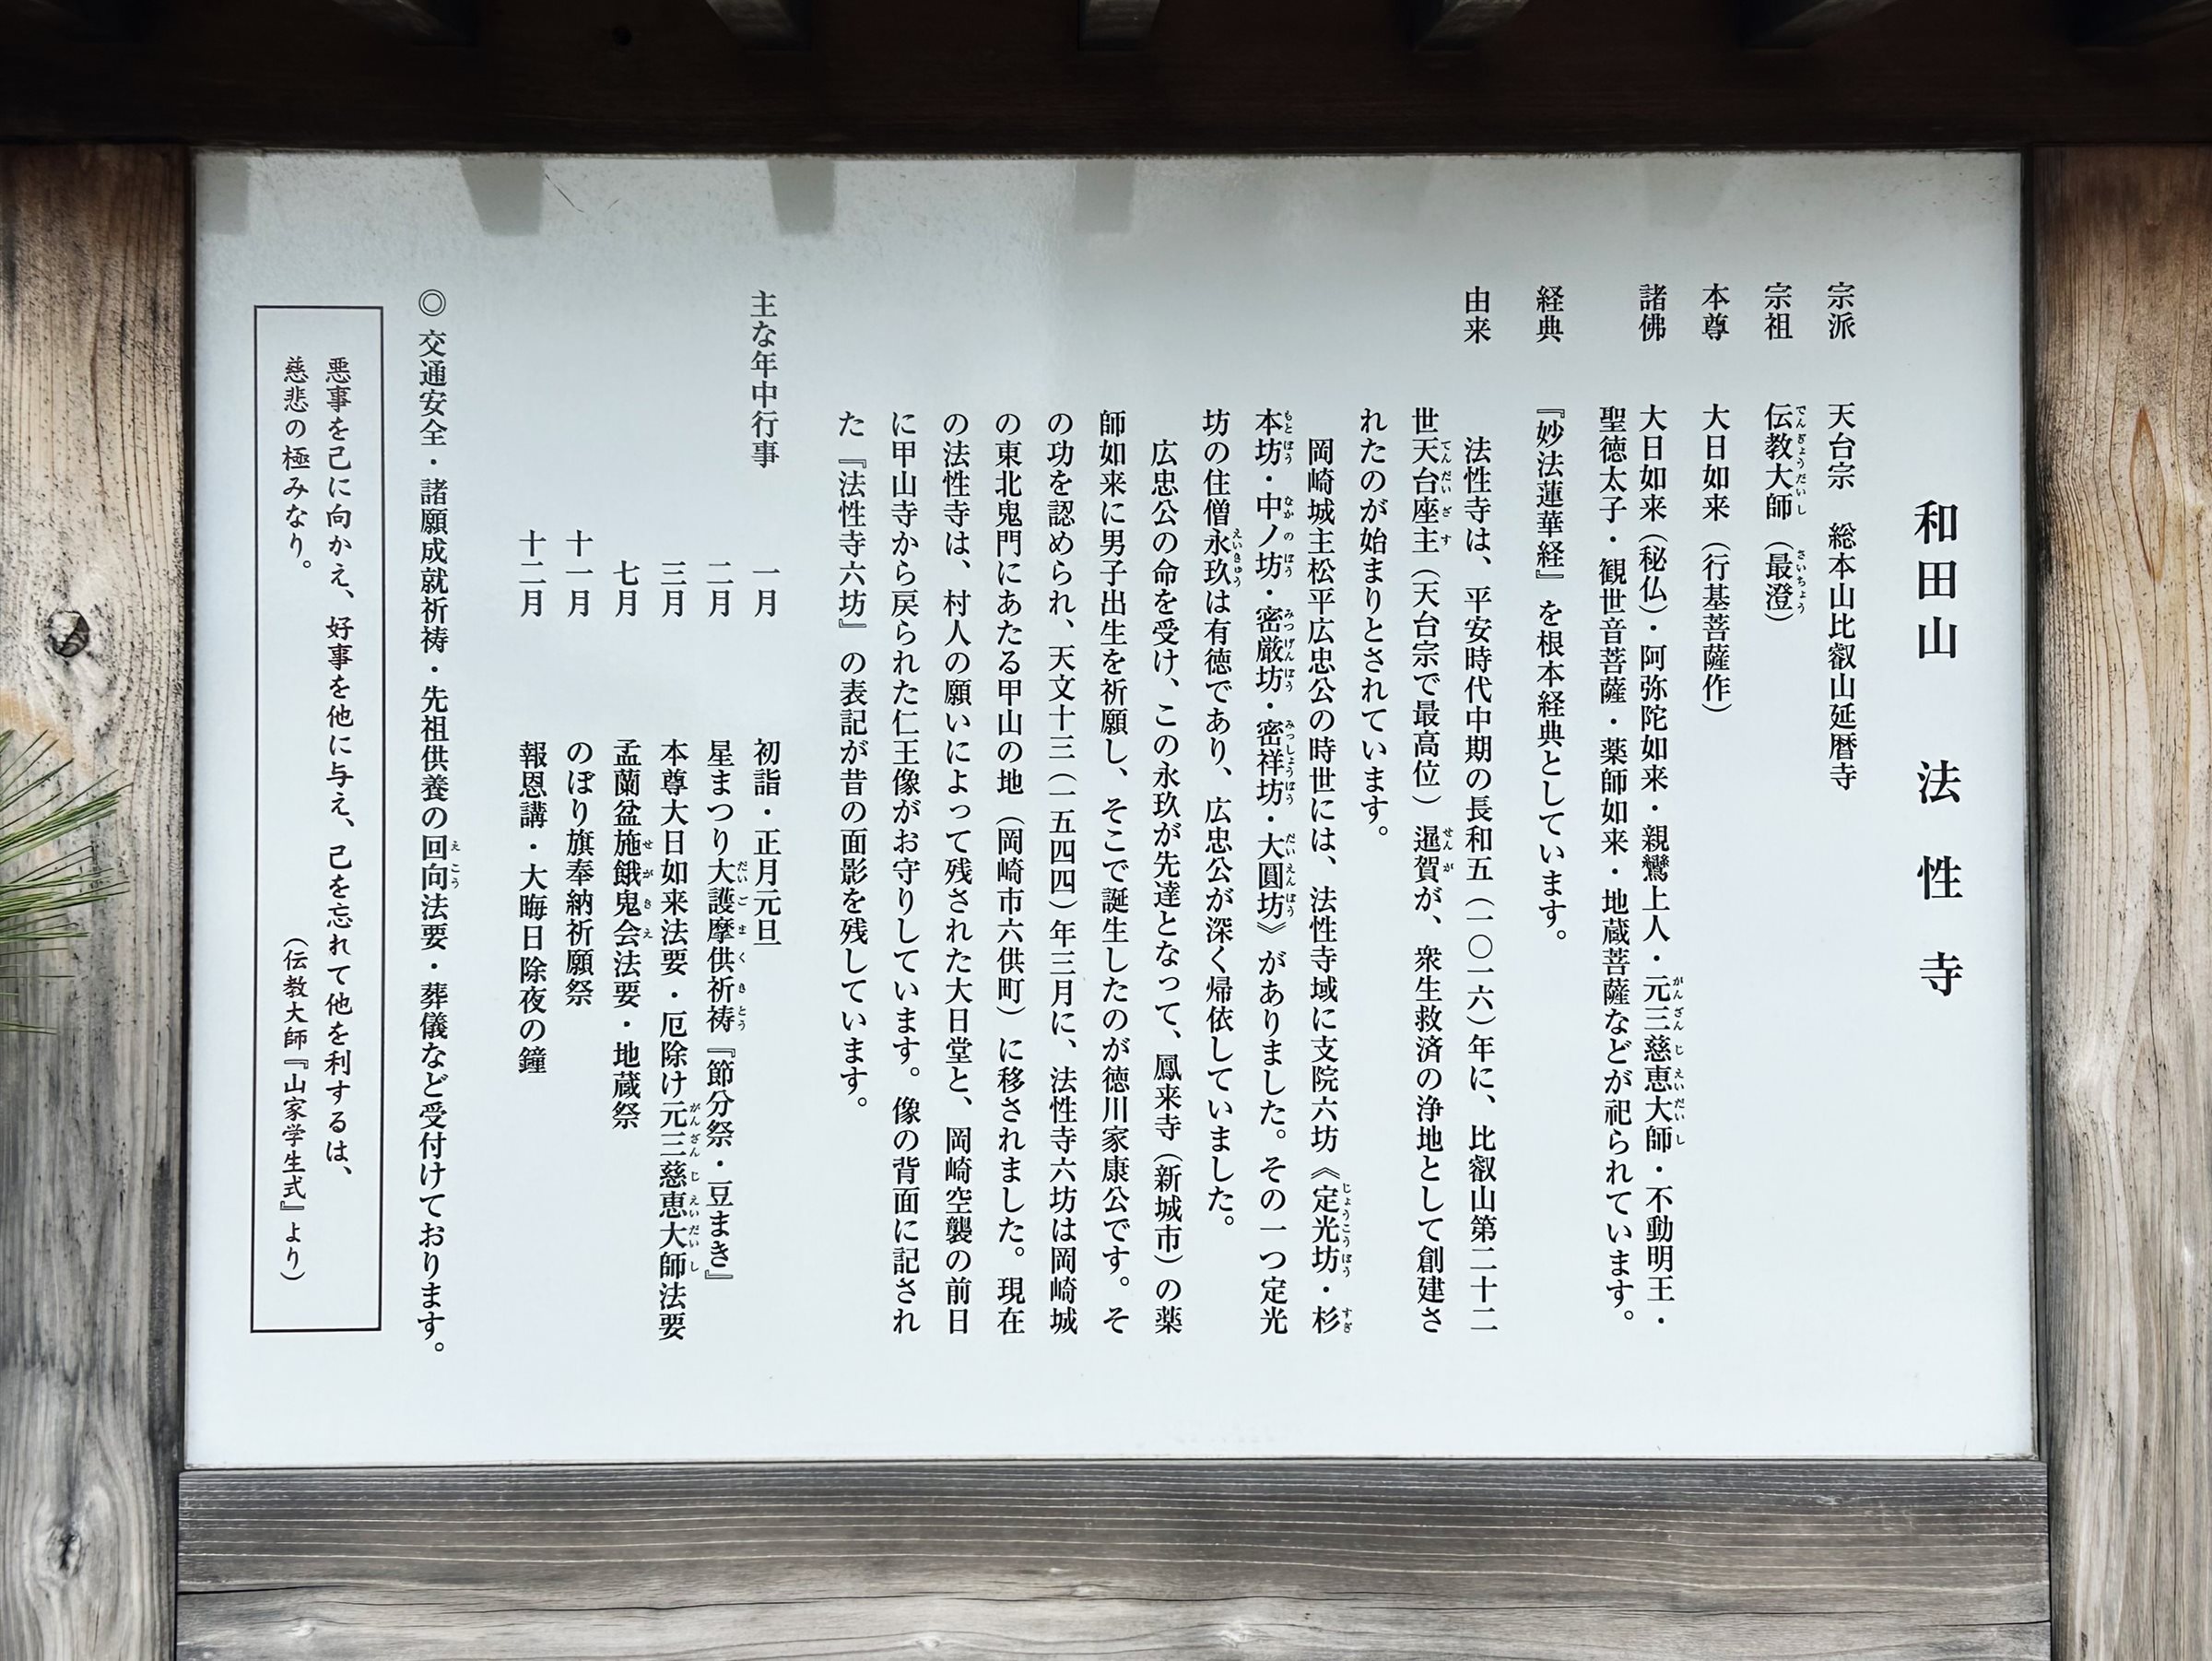 和田山　法性寺
宗派　天台宗　総本山比叡山延暦寺
宗祖　伝教大師（最澄）
本尊　大日如来（行基菩薩作）
諸佛　大日如来（秘仏）・阿弥陀如来・親鸞上人・元三慈恵大師・不動明王・
聖徳太子・観世音菩薩・薬師如来・地蔵菩薩などが祀られています。
経典　『妙法蓮華経』を根本経典としています。
由来　法性寺は、平安時代中期の長和五（一〇一六）年に、比叡山第二十二
世天台座主（天台宗で最高位）暹賀が、衆生救済の浄地として創建さ
れたのが始まりとされています。
岡崎城主松平広忠公の時世には、法性寺域に支院六坊《定光坊・杉
本坊・中ノ坊・密厳坊・密祥坊・大圓坊》がありました。その一つ定光
坊の住僧永玖は有徳であり、広忠公が深く帰依していました。
広忠公の命を受け、この永玖が先達となって、鳳来寺（新城市）の薬
師如来に男子出生を祈願し、そこで誕生したのが徳川家康公です。そ
の功を認められ、天文十三（一五四四）年三月に、法性寺六坊は岡崎城
の東北鬼門にあたる甲山の地（岡崎市六供町）に移されました。現在
の法性寺は、村人の願いによって残された大日堂と、岡崎空襲の前日
に甲山寺から戻られた仁王像がお守りしています。像の背面に記され
た『法性寺六坊』の表記が昔の面影を残しています。
主な年中行事　一月　初詣・正月元旦
二月　星まつり大護摩供祈祷『節分祭・豆まき』
三月　本尊大日如来法要・厄除け元三慈恵大師法要
七月　孟蘭盆施餓鬼会法要・地蔵祭
十一月　のぼり旗奉納祈願祭
十二月　報恩講・大晦日除夜の鐘
◎ 交通安全・諸願成就祈祷・先祖供養の回向法要・葬儀など受付けております。
悪事を己に向かえ、好事を他に与え、己を忘れて他を利するは、
慈悲の極みなり。　（伝教大師『山家学生式』より）